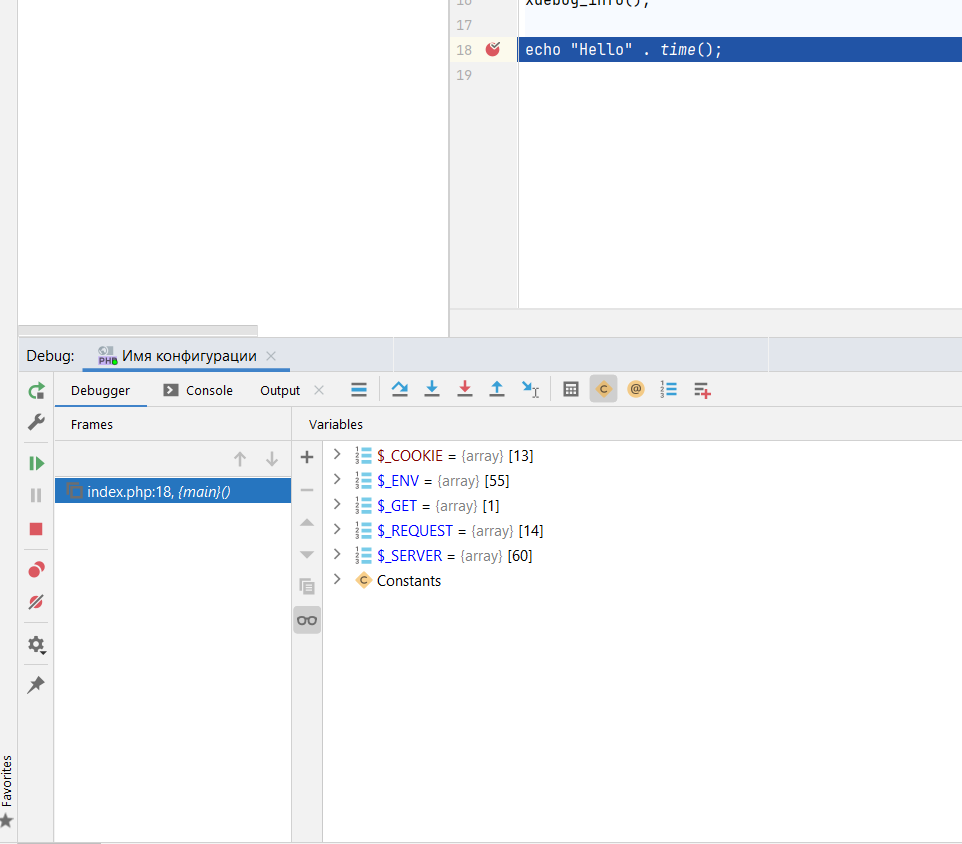 16 xdebug_info();
17
18 echo "Hello" . time();
19
Debug: PHP Имя конфигурации
Debugger Console Output
Frames
Variables
index.php:18, {main}()
$_COOKIE = {array} [13]
$_ENV = {array} [55]
$_GET = {array} [1]
$_REQUEST = {array} [14]
$_SERVER = {array} [60]
C Constants
Favorites